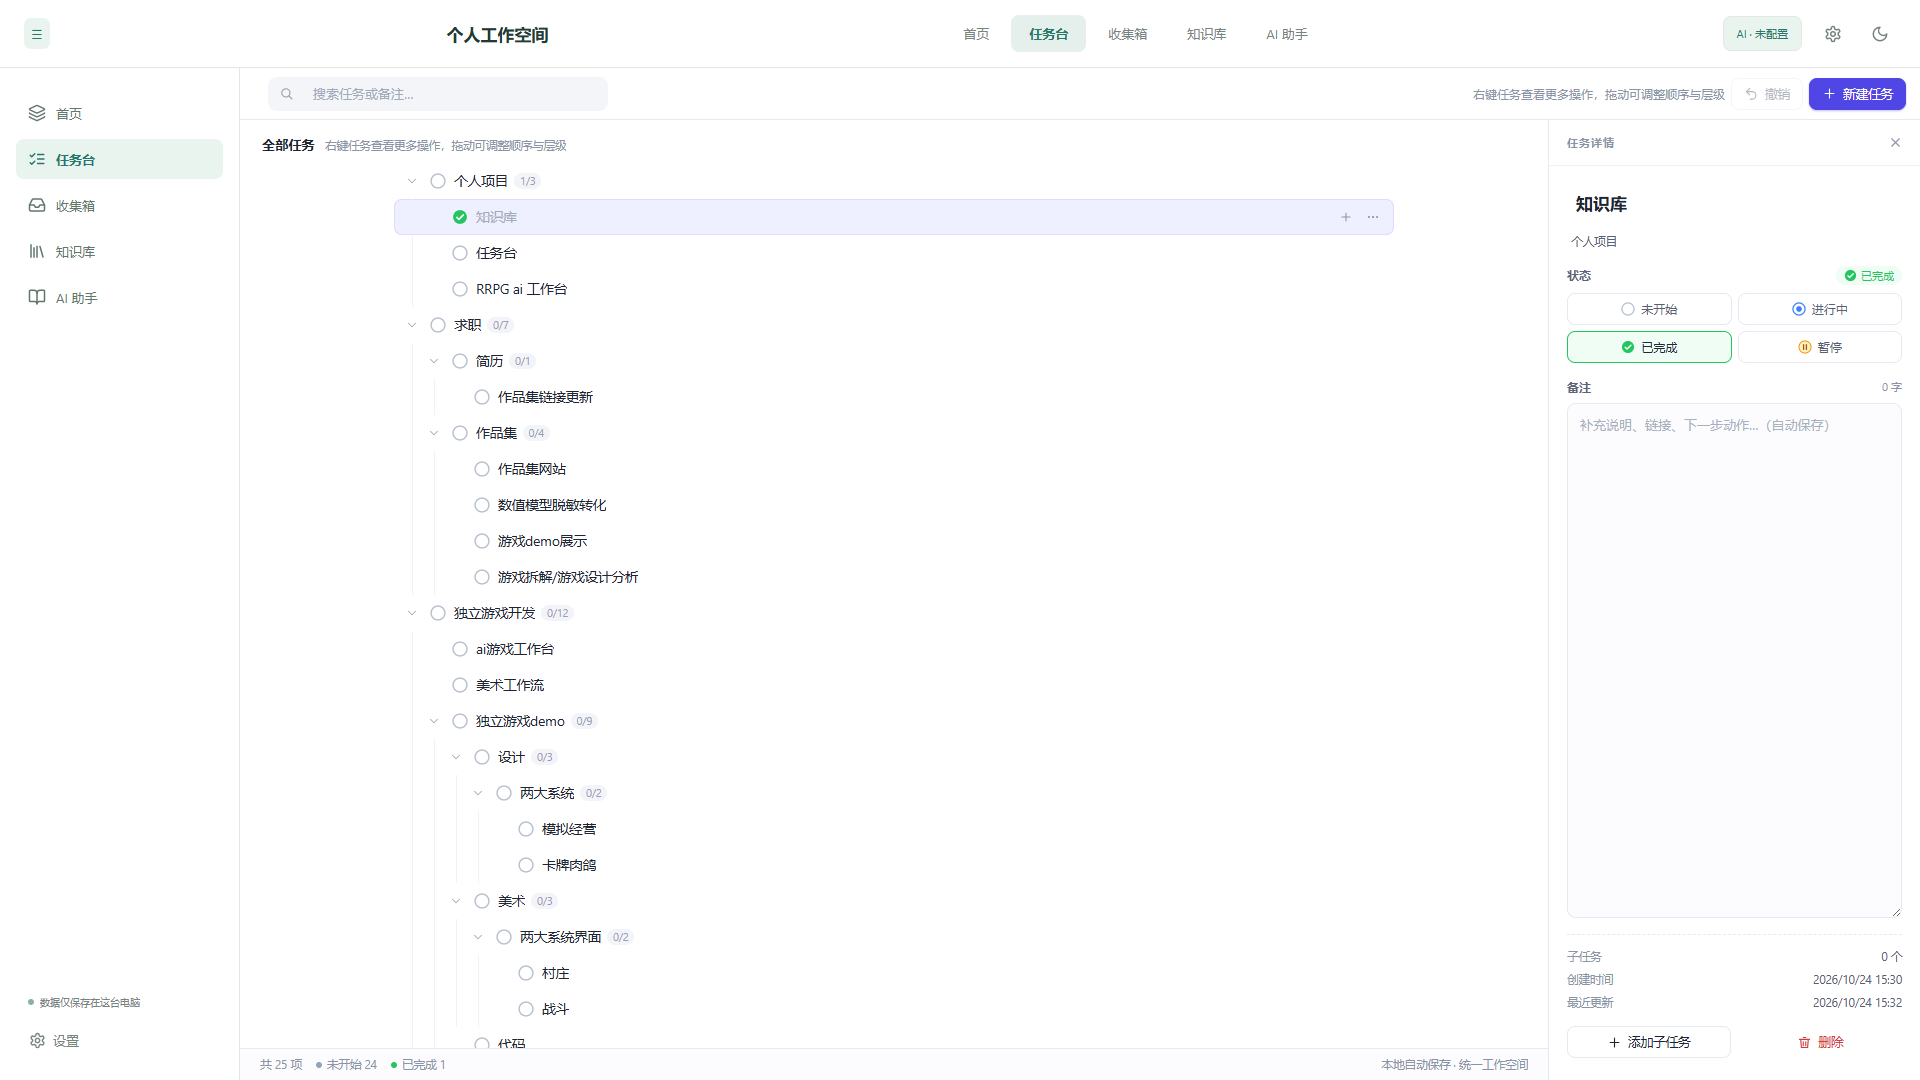 个人工作空间
首页
任务台
收集箱
知识库
AI 助手
AI · 未配置
首页
任务台
收集箱
知识库
AI 助手
数据仅保存在这台电脑
设置
搜索任务或备注...
右键任务查看更多操作，拖动可调整顺序与层级
撤销
新建任务
全部任务 右键任务查看更多操作，拖动可调整顺序与层级
个人项目 1/3
知识库
任务台
RRPG ai 工作台
求职 0/7
简历 0/1
作品集链接更新
作品集 0/4
作品集网站
数值模型脱敏转化
游戏demo展示
游戏拆解/游戏设计分析
独立游戏开发 0/12
ai游戏工作台
美术工作流
独立游戏demo 0/9
设计 0/3
两大系统 0/2
模拟经营
卡牌肉鸽
美术 0/3
两大系统界面 0/2
村庄
战斗
代码
共 25 项 未开始 24 已完成 1
本地自动保存 · 统一工作空间
任务详情
知识库
个人项目
状态 已完成
未开始 进行中
已完成 暂停
备注 0 字
补充说明、链接、下一步动作...（自动保存）
子任务 0 个
创建时间 2026/10/24 15:30
最近更新 2026/10/24 15:32
添加子任务 删除